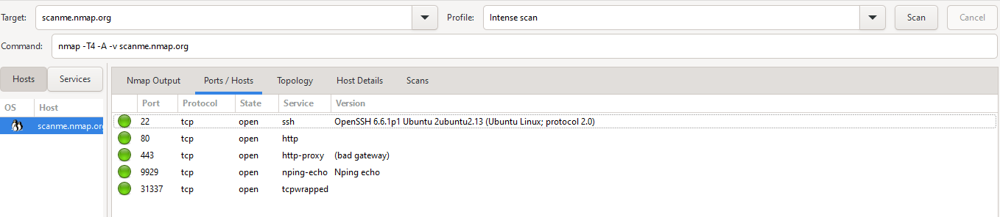 Target: scanme.nmap.org Profile: Intense scan Scan Cancel
Command: nmap -T4 -A -v scanme.nmap.org
Hosts Services Nmap Output Ports / Hosts Topology Host Details Scans
OS Host Port Protocol State Service Version
scanme.nmap.org 22 tcp open ssh OpenSSH 6.6.1p1 Ubuntu 2ubuntu2.13 (Ubuntu Linux; protocol 2.0)
80 tcp open http
443 tcp open http-proxy (bad gateway)
9929 tcp open nping-echo Nping echo
31337 tcp open tcpwrapped